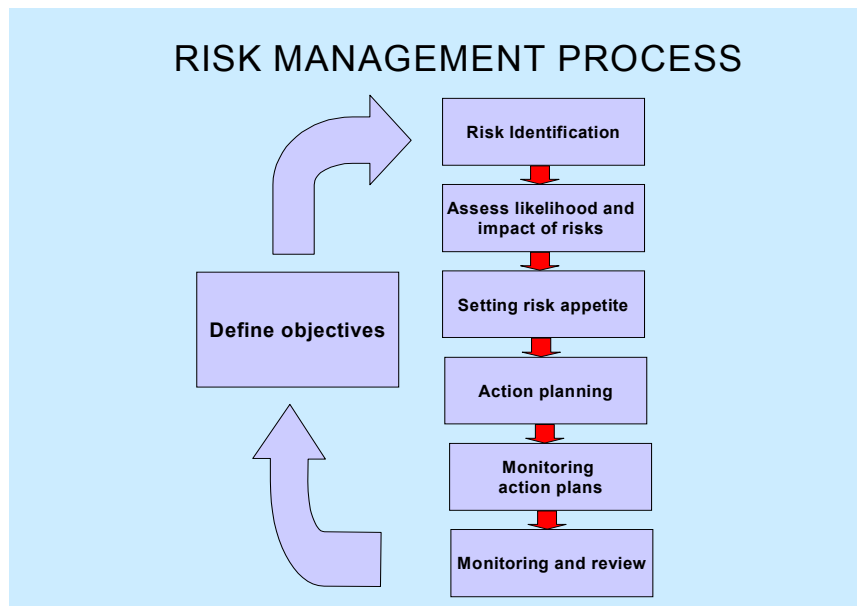 RISK MANAGEMENT PROCESS
Risk Identification
Assess likelihood and
impact of risks
Setting risk appetite
Define objectives
Action planning
Monitoring
action plans
Monitoring and review